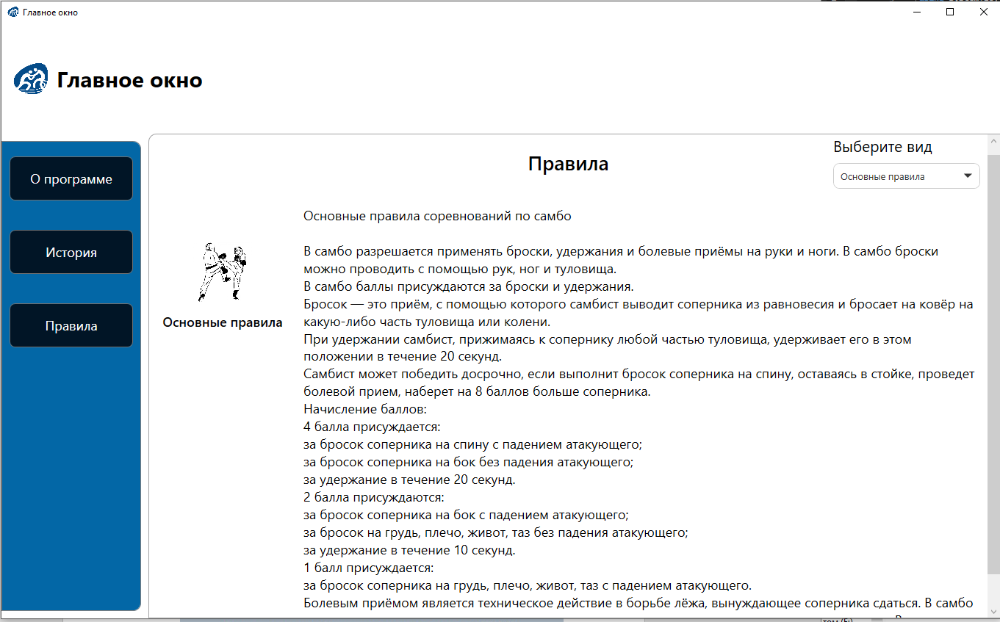 Главное окно
Главное окно
О программе
История
Правила
Правила
Выберите вид
Основные правила
Основные правила
Основные правила соревнований по самбо
В самбо разрешается применять броски, удержания и болевые приёмы на руки и ноги. В самбо броски
можно проводить с помощью рук, ног и туловища.
В самбо баллы присуждаются за броски и удержания.
Бросок — это приём, с помощью которого самбист выводит соперника из равновесия и бросает на ковёр на
какую-либо часть туловища или колени.
При удержании самбист, прижимаясь к сопернику любой частью туловища, удерживает его в этом
положении в течение 20 секунд.
Самбист может победить досрочно, если выполнит бросок соперника на спину, оставаясь в стойке, проведет
болевой прием, наберет на 8 баллов больше соперника.
Начисление баллов:
4 балла присуждается:
за бросок соперника на спину с падением атакующего;
за бросок соперника на бок без падения атакующего;
за удержание в течение 20 секунд.
2 балла присуждаются:
за бросок соперника на бок с падением атакующего;
за бросок на грудь, плечо, живот, таз без падения атакующего;
за удержание в течение 10 секунд.
1 балл присуждается:
за бросок соперника на грудь, плечо, живот, таз с падением атакующего.
Болевым приёмом является техническое действие в борьбе лёжа, вынуждающее соперника сдаться. В самбо